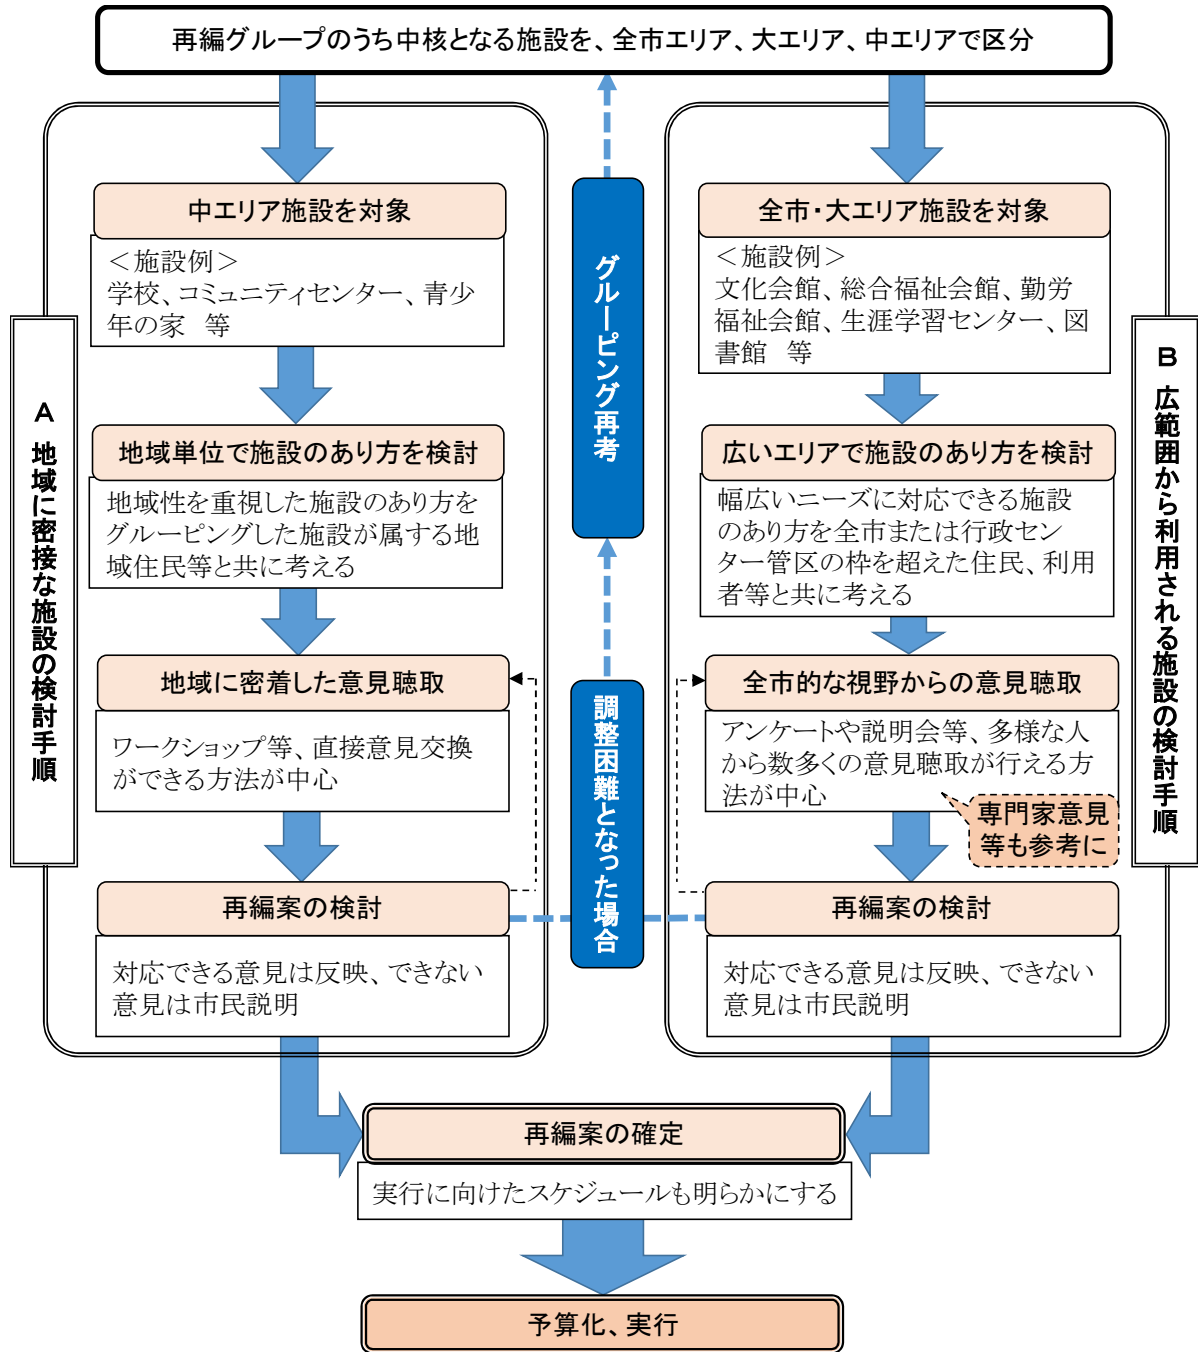 再編グループのうち中核となる施設を、全市エリア、大エリア、中エリアで区分
A 地域に密接な施設の検討手順
中エリア施設を対象
＜施設例＞
学校、コミュニティセンター、青少
年の家　等
地域単位で施設のあり方を検討
地域性を重視した施設のあり方を
グルーピングした施設が属する地
域住民等と共に考える
地域に密着した意見聴取
ワークショップ等、直接意見交換
ができる方法が中心
再編案の検討
対応できる意見は反映、できない
意見は市民説明
グルーピング再考
調整困難となった場合
B 広範囲から利用される施設の検討手順
全市・大エリア施設を対象
＜施設例＞
文化会館、総合福祉会館、勤労
福祉会館、生涯学習センター、図
書館　等
広いエリアで施設のあり方を検討
幅広いニーズに対応できる施設
のあり方を全市または行政セン
ター管区の枠を超えた住民、利用
者等と共に考える
全市的な視野からの意見聴取
アンケートや説明会等、多様な人
から数多くの意見聴取が行える方
法が中心
専門家意見
等も参考に
再編案の検討
対応できる意見は反映、できない
意見は市民説明
再編案の確定
実行に向けたスケジュールも明らかにする
予算化、実行